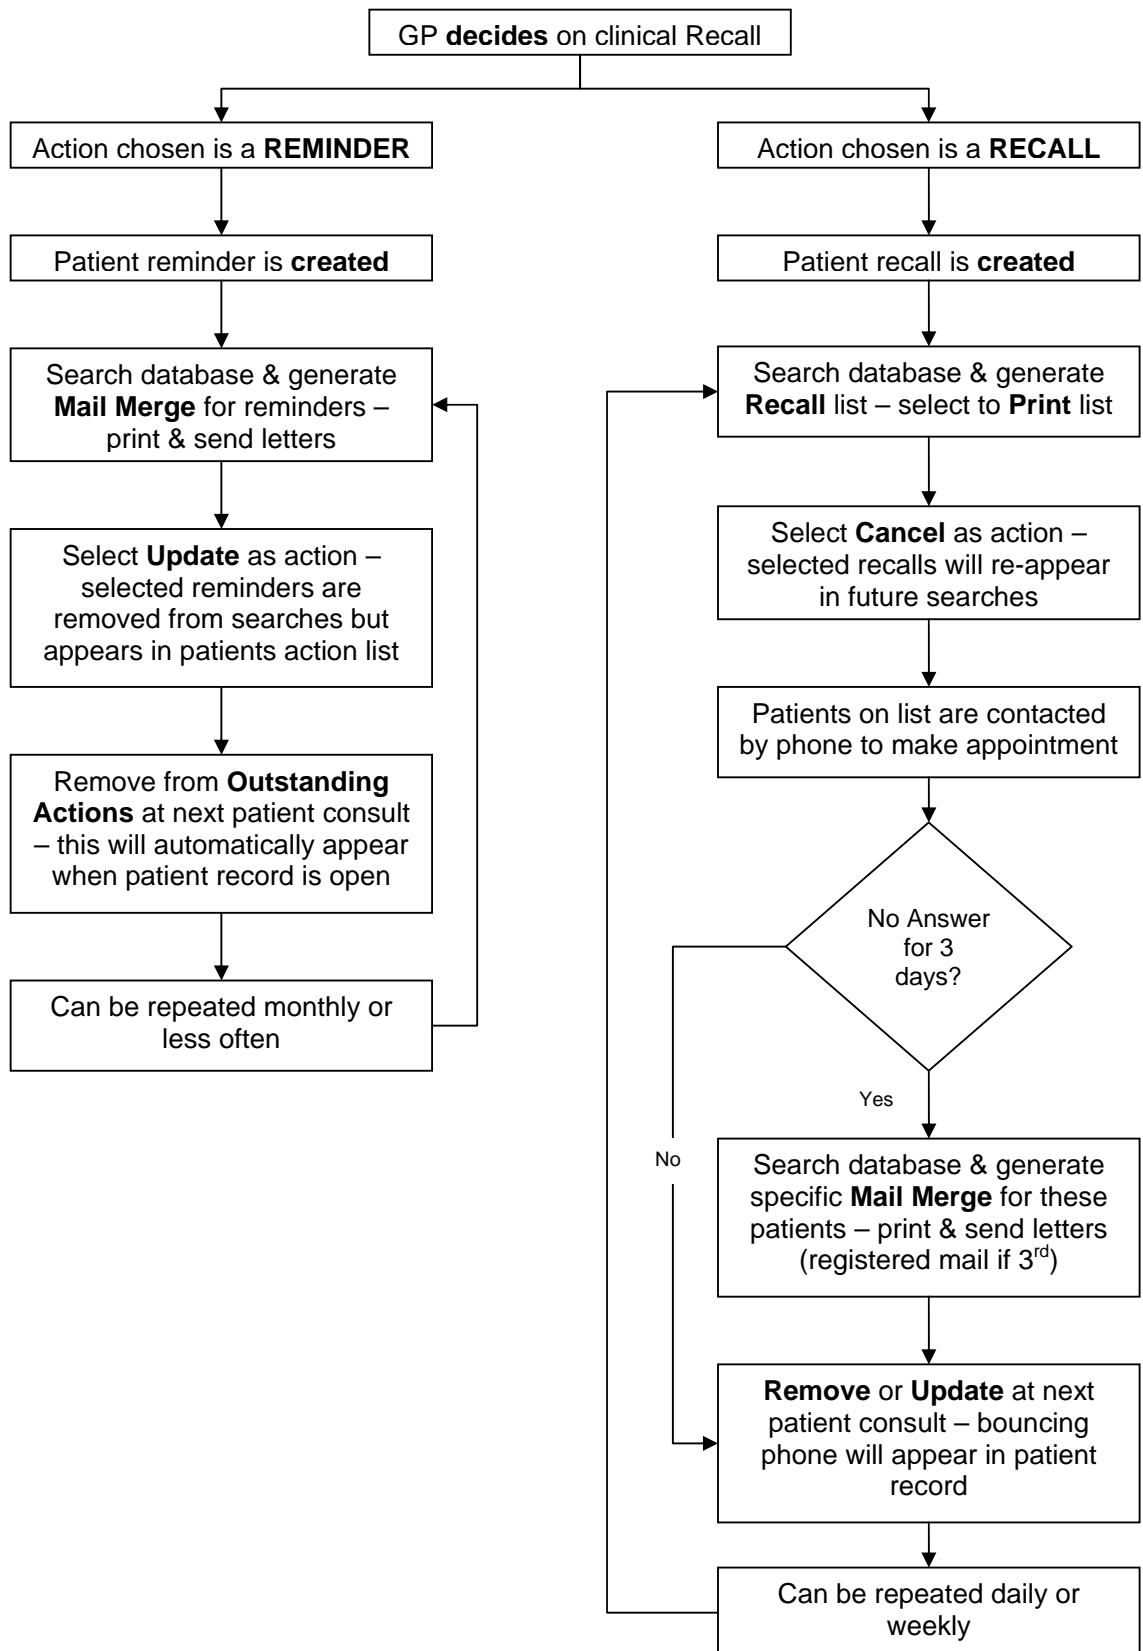 GP decides on clinical Recall
Action chosen is a REMINDER
Patient reminder is created
Search database & generate
Mail Merge for reminders –
print & send letters
Select Update as action –
selected reminders are
removed from searches but
appears in patients action list
Remove from Outstanding
Actions at next patient consult
– this will automatically appear
when patient record is open
Can be repeated monthly or
less often
Action chosen is a RECALL
Patient recall is created
Search database & generate
Recall list – select to Print list
Select Cancel as action –
selected recalls will re-appear
in future searches
Patients on list are contacted
by phone to make appointment
No Answer
for 3
days?
Yes
No
Search database & generate
specific Mail Merge for these
patients – print & send letters
(registered mail if 3rd)
Remove or Update at next
patient consult – bouncing
phone will appear in patient
record
Can be repeated daily or
weekly